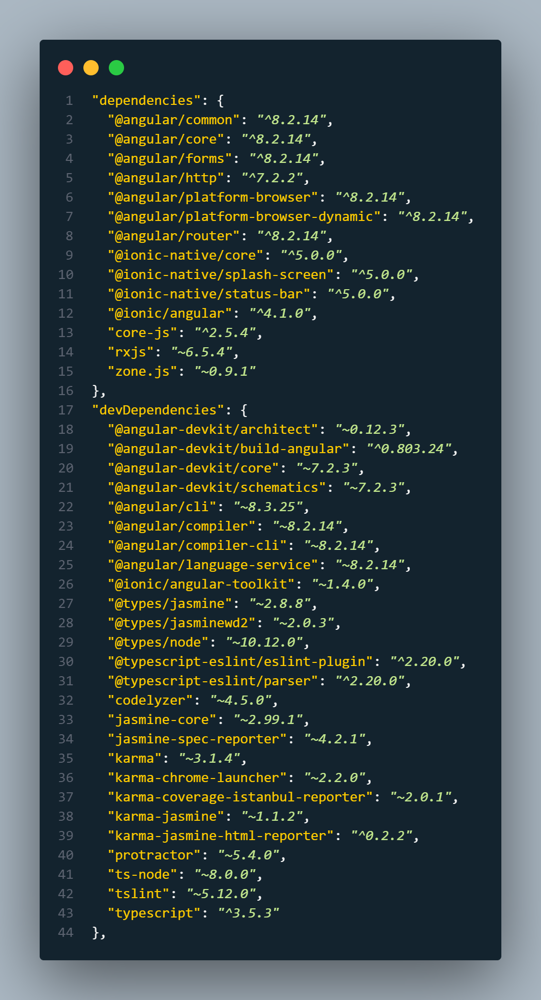 1 "dependencies": {
2 "@angular/common": "^8.2.14",
3 "@angular/core": "^8.2.14",
4 "@angular/forms": "^8.2.14",
5 "@angular/http": "^7.2.2",
6 "@angular/platform-browser": "^8.2.14",
7 "@angular/platform-browser-dynamic": "^8.2.14",
8 "@angular/router": "^8.2.14",
9 "@ionic-native/core": "^5.0.0",
10 "@ionic-native/splash-screen": "^5.0.0",
11 "@ionic-native/status-bar": "^5.0.0",
12 "@ionic/angular": "^4.1.0",
13 "core-js": "^2.5.4",
14 "rxjs": "~6.5.4",
15 "zone.js": "~0.9.1"
16 },
17 "devDependencies": {
18 "@angular-devkit/architect": "~0.12.3",
19 "@angular-devkit/build-angular": "^0.803.24",
20 "@angular-devkit/core": "~7.2.3",
21 "@angular-devkit/schematics": "~7.2.3",
22 "@angular/cli": "~8.3.25",
23 "@angular/compiler": "~8.2.14",
24 "@angular/compiler-cli": "~8.2.14",
25 "@angular/language-service": "~8.2.14",
26 "@ionic/angular-toolkit": "~1.4.0",
27 "@types/jasmine": "~2.8.8",
28 "@types/jasminewd2": "~2.0.3",
29 "@types/node": "~10.12.0",
30 "@typescript-eslint/eslint-plugin": "^2.20.0",
31 "@typescript-eslint/parser": "^2.20.0",
32 "codelyzer": "~4.5.0",
33 "jasmine-core": "~2.99.1",
34 "jasmine-spec-reporter": "~4.2.1",
35 "karma": "~3.1.4",
36 "karma-chrome-launcher": "~2.2.0",
37 "karma-coverage-istanbul-reporter": "~2.0.1",
38 "karma-jasmine": "~1.1.2",
39 "karma-jasmine-html-reporter": "^0.2.2",
40 "protractor": "~5.4.0",
41 "ts-node": "~8.0.0",
42 "tslint": "~5.12.0",
43 "typescript": "^3.5.3"
44 },